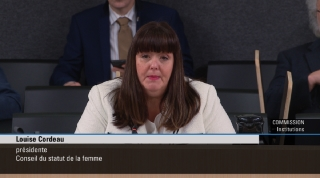 COMMISSION
Institutions
Louise Cordeau
présidente
Conseil du statut de la femme